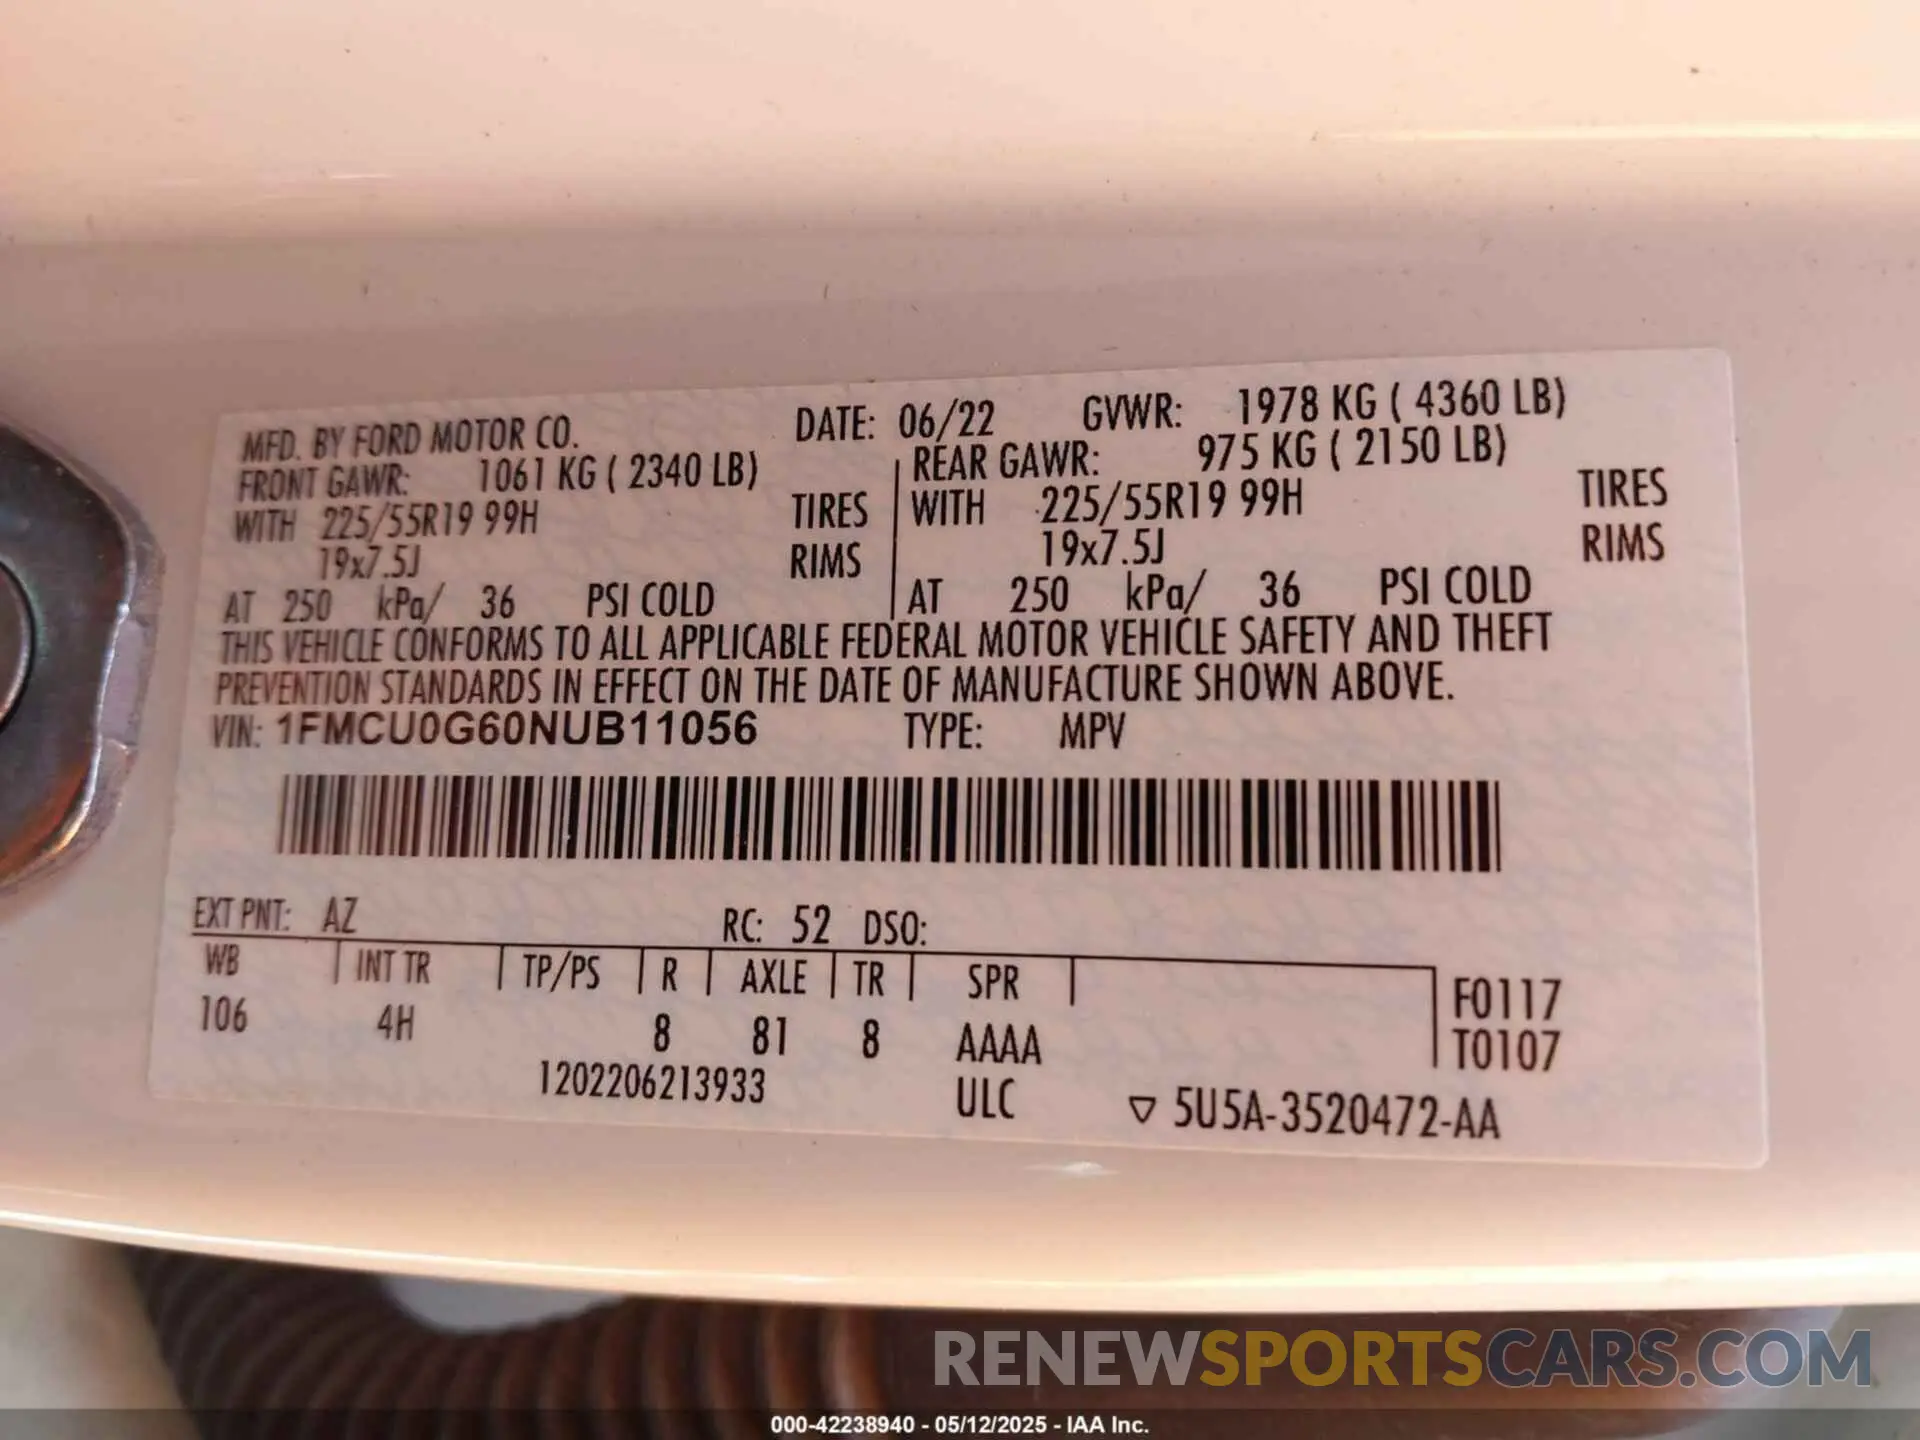 MFD. BY FORD MOTOR CO. DATE: 06/22 GVWR: 1978 KG ( 4360 LB)
FRONT GAWR: 1061 KG ( 2340 LB) REAR GAWR: 975 KG ( 2150 LB)
WITH 225/55R19 99H TIRES WITH 225/55R19 99H TIRES
19x7.5J RIMS 19x7.5J RIMS
AT 250 kPa/ 36 PSI COLD AT 250 kPa/ 36 PSI COLD
THIS VEHICLE CONFORMS TO ALL APPLICABLE FEDERAL MOTOR VEHICLE SAFETY AND THEFT
PREVENTION STANDARDS IN EFFECT ON THE DATE OF MANUFACTURE SHOWN ABOVE.
VIN: 1FMCU0G60NUB11056 TYPE: MPV
EXT PNT: AZ RC: 52 DSO:
WB INT TR TP/PS R AXLE TR SPR F0117
106 4H 8 81 8 AAAA T0107
1202206213933 ULC ▽ 5U5A-3520472-AA
RENEWSPORTSCARS.COM
000-42238940 - 05/12/2025 - IAA Inc.